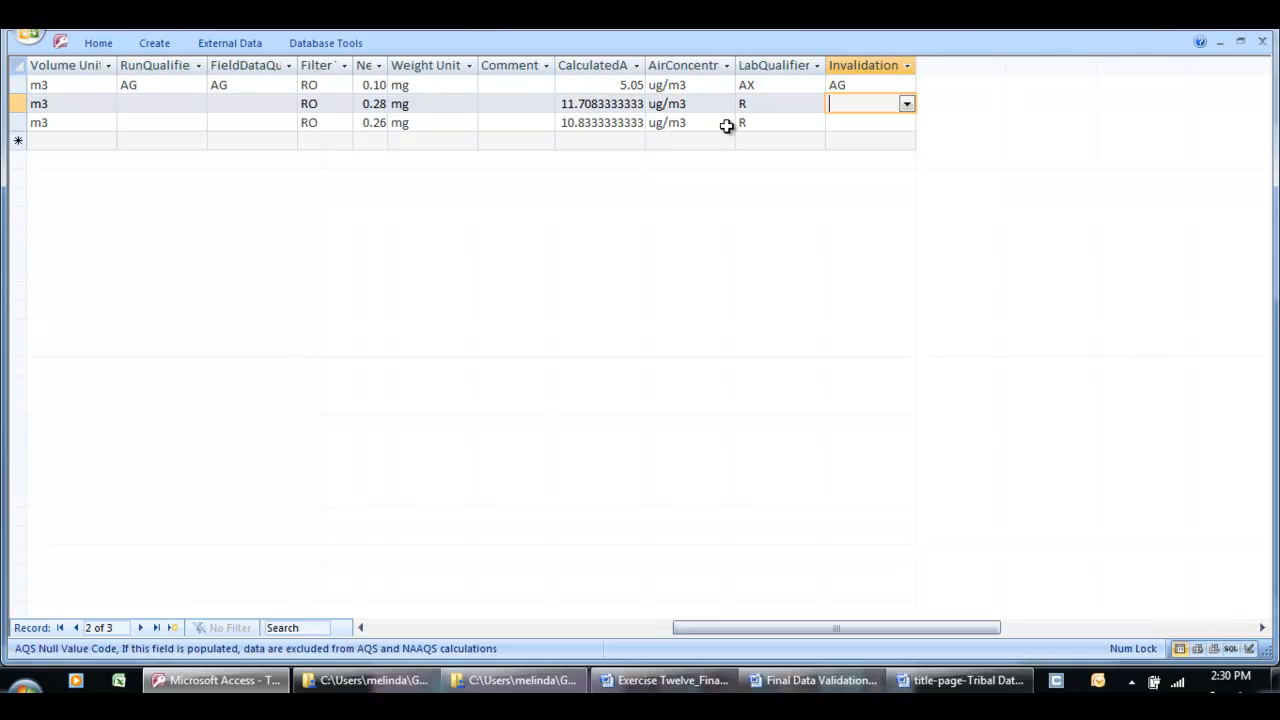 Home Create External Data Database Tools
Volume Unit RunQualifie FieldDataQu Filter Ne Weight Unit Comment CalculatedA AirConcentr LabQualifier Invalidation
m3 AG AG RO 0.10 mg 5.05 ug/m3 AX AG
m3 RO 0.28 mg 11.7083333333 ug/m3 R
m3 RO 0.26 mg 10.8333333333 ug/m3 R
Record: 2 of 3 No Filter Search
AQS Null Value Code, If this field is populated, data are excluded from AQS and NAAQS calculations Num Lock SQL
Microsoft Access - T... C:\Users\melinda\G... C:\Users\melinda\G... Exercise Twelve_Fina... Final Data Validation... title-page-Tribal Dat... 2:30 PM